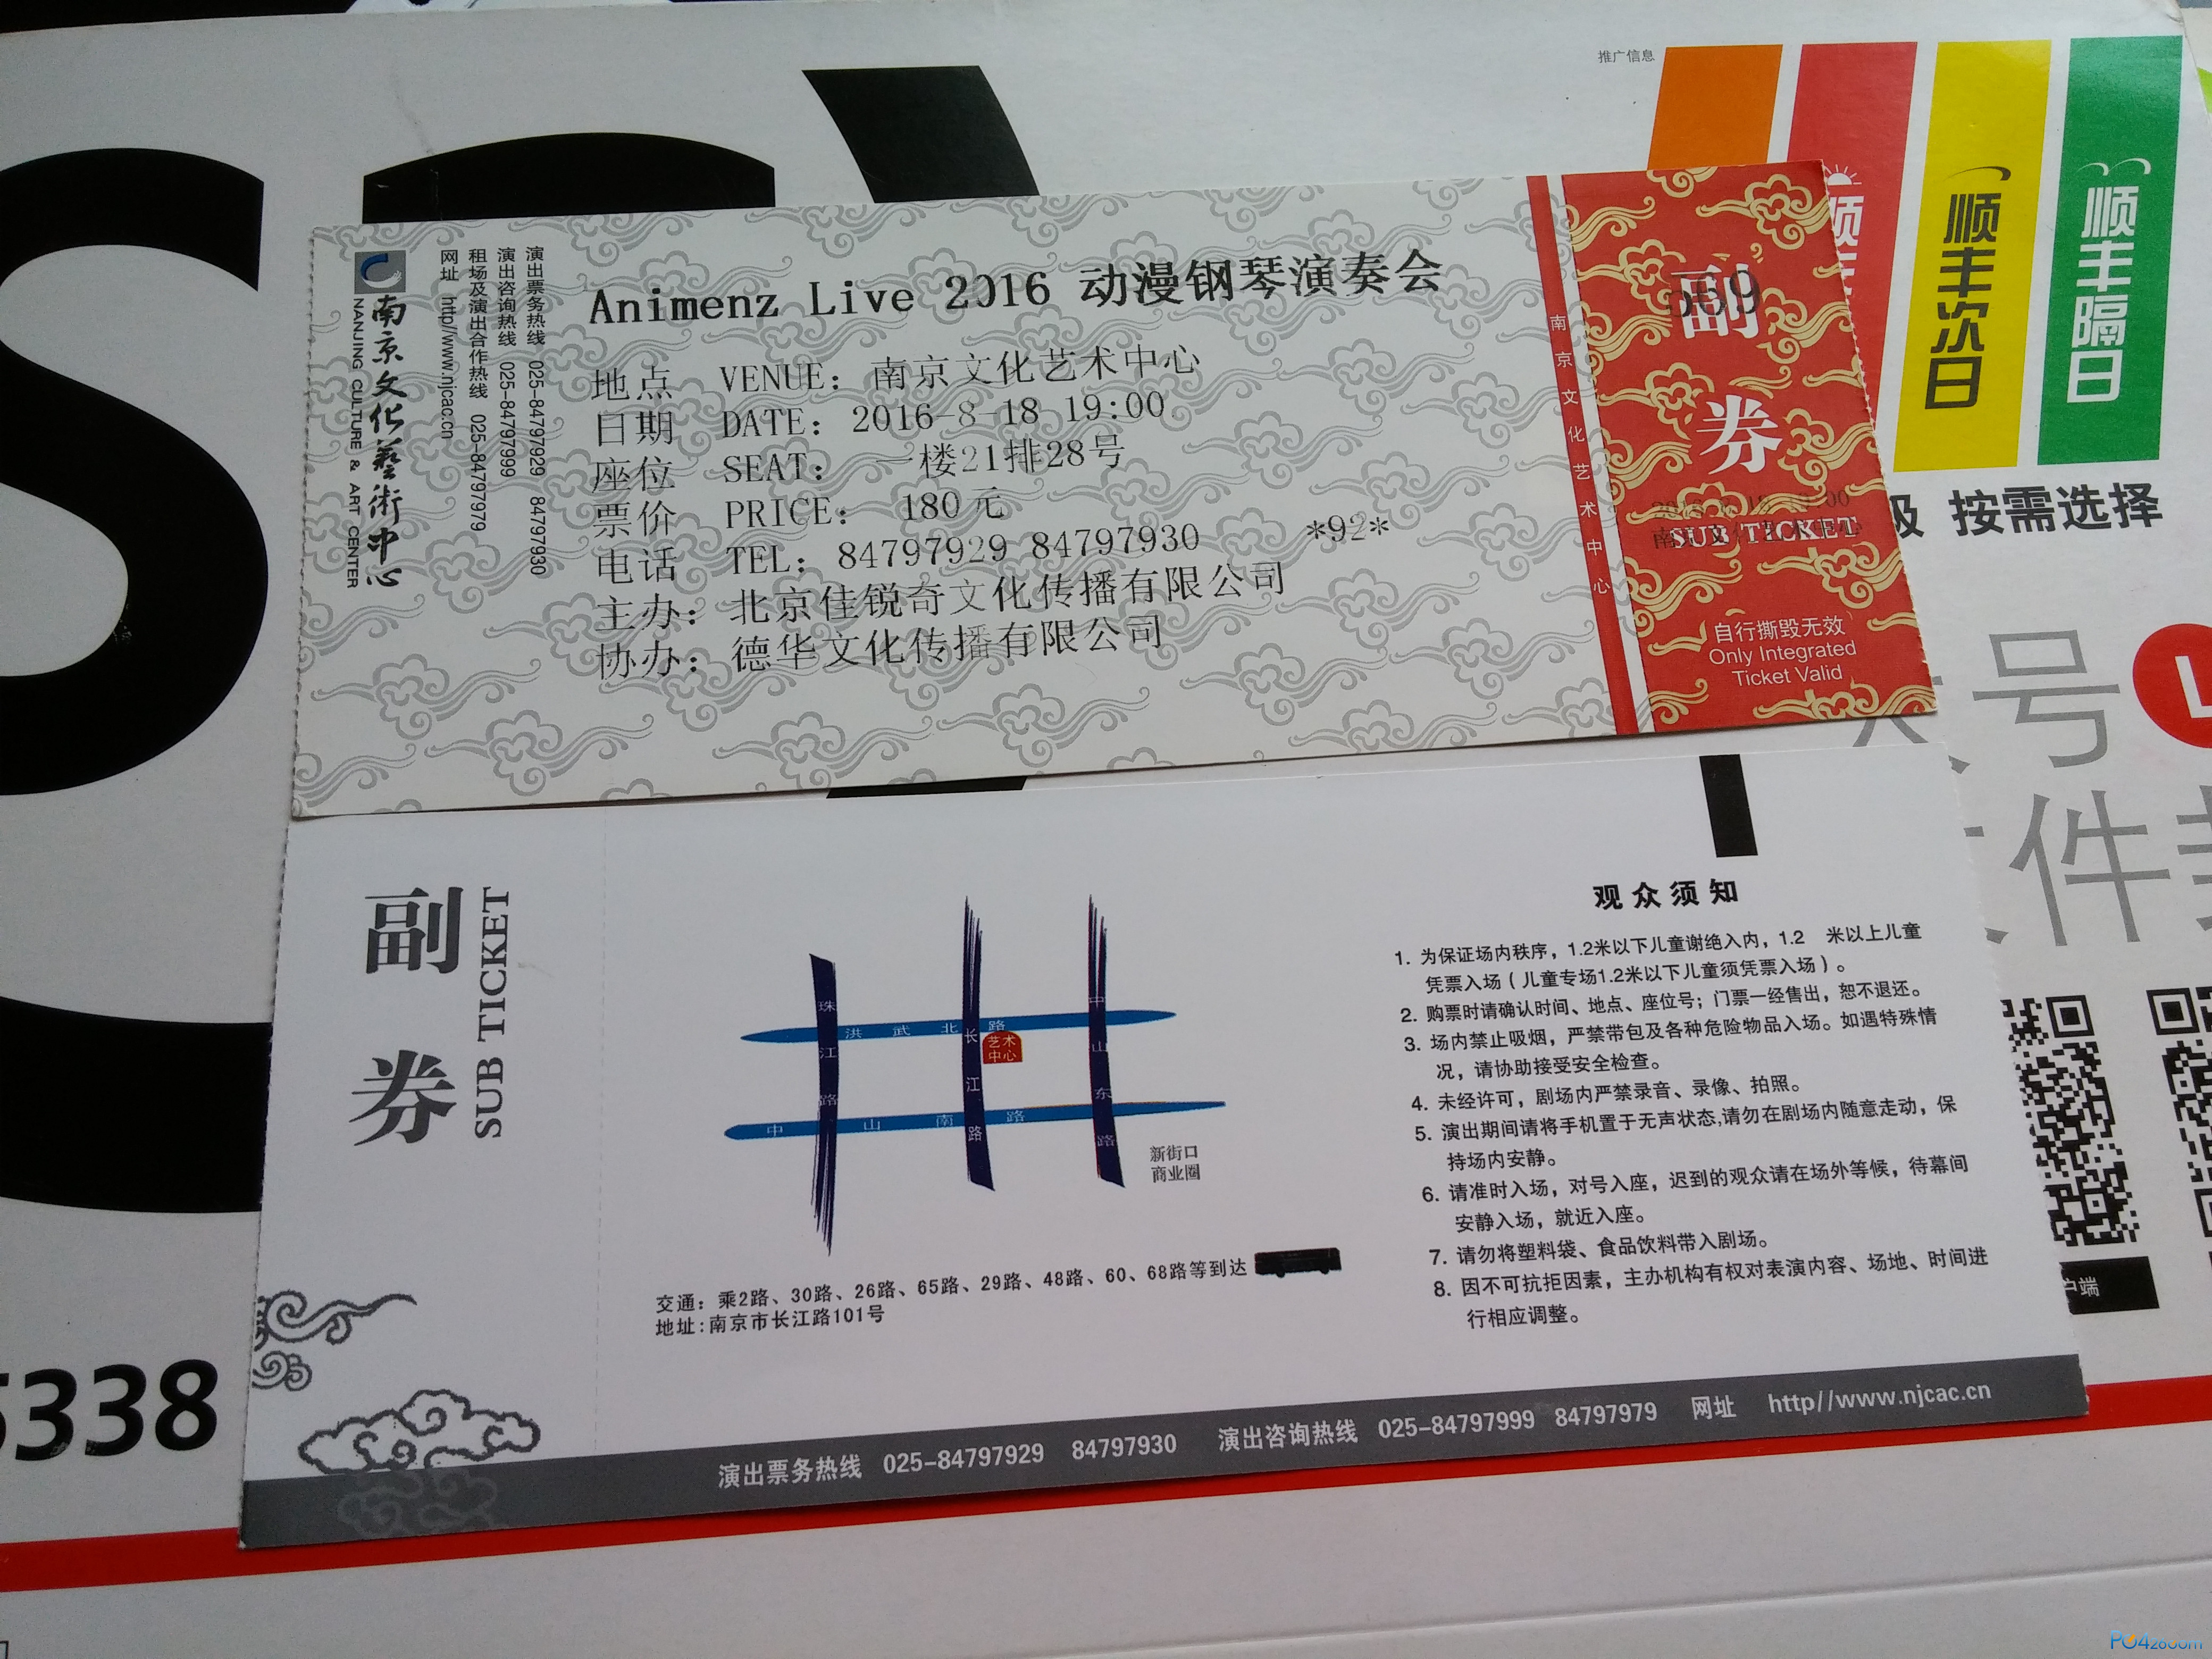 推广信息
顺丰次日
顺丰隔日
按需选择
南京文化藝術中心
NANJING CULTURE & ART CENTER
网址 http//www.njcac.cn
租场及演出合作热线 025-84797979
演出咨询热线 025-84797999
演出票务热线 025-84797929 84797930
Animenz Live 2016 动漫钢琴演奏会
地点 VENUE: 南京文化艺术中心
日期 DATE: 2016-8-18 19:00
座位 SEAT: 一楼21排28号
票价 PRICE: 180元
电话 TEL: 84797929 84797930 *92*
主办: 北京佳锐奇文化传播有限公司
协办: 德华文化传播有限公司
南京文化艺术中心
副券
SUB TICKET
自行撕毁无效
Only Integrated
Ticket Valid
号
件
副券
SUB TICKET
珠江路
长江路
中山东路
洪武北路
中山南路
艺术
中心
新街口
商业圈
交通: 乘2路、30路、26路、65路、29路、48路、60、68路等到达
地址:南京市长江路101号
观众须知
1. 为保证场内秩序，1.2米以下儿童谢绝入内，1.2 米以上儿童
凭票入场（儿童专场1.2米以下儿童须凭票入场）。
2. 购票时请确认时间、地点、座位号；门票一经售出，恕不退还。
3. 场内禁止吸烟，严禁带包及各种危险物品入场。如遇特殊情
况，请协助接受安全检查。
4. 未经许可，剧场内严禁录音、录像、拍照。
5. 演出期间请将手机置于无声状态,请勿在剧场内随意走动，保
持场内安静。
6. 请准时入场，对号入座，迟到的观众请在场外等候，待幕间
安静入场，就近入座。
7. 请勿将塑料袋、食品饮料带入剧场。
8. 因不可抗拒因素，主办机构有权对表演内容、场地、时间进
行相应调整。
户端
5338
演出票务热线 025-84797929 84797930 演出咨询热线 025-84797999 84797979 网址 http//www.njcac.cn